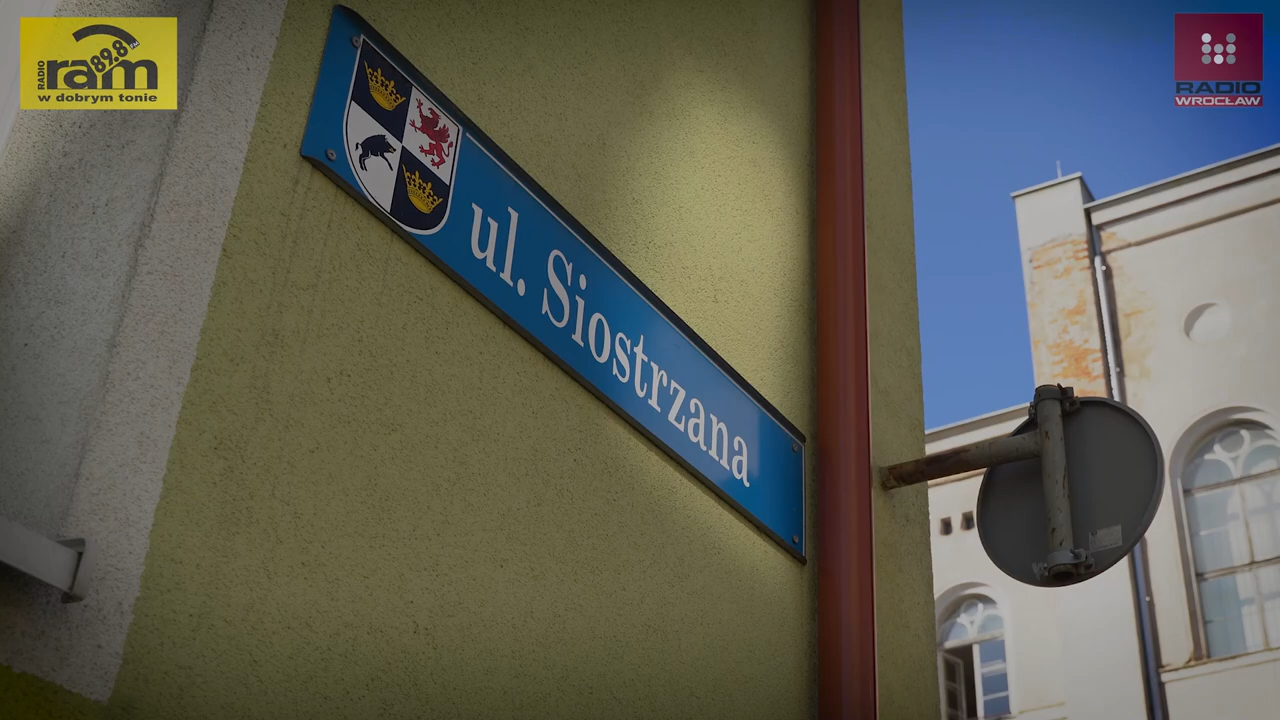 RADIO
ram
89.8 FM
w dobrym tonie
RADIO
WROCŁAW
ul. Siostrzana